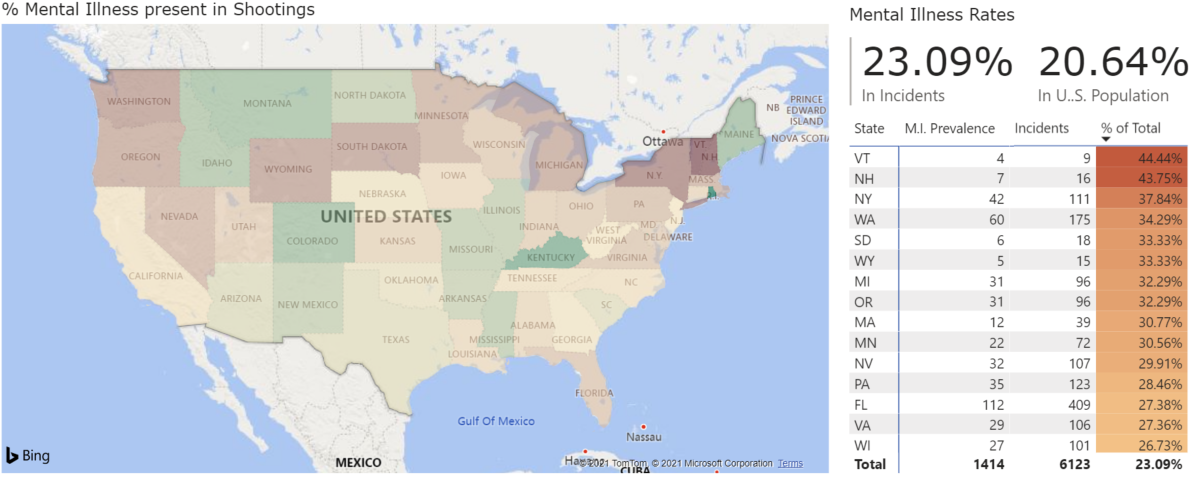 % Mental Illness present in Shootings
WASHINGTON
MONTANA
NORTH DAKOTA
MINNESOTA
OREGON
IDAHO
WYOMING
SOUTH DAKOTA
WISCONSIN
MICHIGAN
Ottawa
VT.
N.H
MAINE
NB
PRINCE
EDWARD
ISLAND
NOVA SCOTIA
N.Y
MASS
IOWA
NEBRASKA
NEVADA
UTAH
UNITED STATES
COLORADO
KANSAS
ILLINOIS
INDIANA
OHIO
PA
N.J.
MD
DELAWARE
WEST
VIRGINIA
VIRGINIA
MISSOURI
KENTUCKY
CALIFORNIA
ARIZONA
NEW MEXICO
OKLAHOMA
ARKANSAS
TENNESSEE
NC
SC
TEXAS
MISSISSIPPI
ALABAMA
GEORGIA
LOUISIANA
FLORIDA
Gulf Of Mexico
Nassau
MEXICO
CUBA
Bing
© 2021 TomTom, © 2021 Microsoft Corporation Terms
Mental Illness Rates
23.09% 20.64%
In Incidents In U..S. Population
State M.I. Prevalence Incidents % of Total
VT 4 9 44.44%
NH 7 16 43.75%
NY 42 111 37.84%
WA 60 175 34.29%
SD 6 18 33.33%
WY 5 15 33.33%
MI 31 96 32.29%
OR 31 96 32.29%
MA 12 39 30.77%
MN 22 72 30.56%
NV 32 107 29.91%
PA 35 123 28.46%
FL 112 409 27.38%
VA 29 106 27.36%
WI 27 101 26.73%
Total 1414 6123 23.09%